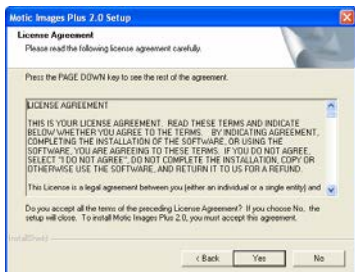 Motic Images Plus 2.0 Setup
License Agreement
Please read the following license agreement carefully.
Press the PAGE DOWN key to see the rest of the agreement.
LICENSE AGREEMENT
THIS IS YOUR LICENSE AGREEMENT. READ THESE TERMS AND INDICATE
BELOW WHETHER YOU AGREE TO THE TERMS. BY INDICATING AGREEMENT,
COMPLETING THE INSTALLATION OF THE SOFTWARE, OR USING THE
SOFTWARE, YOU ARE AGREEING TO THESE TERMS. IF YOU DO NOT AGREE,
SELECT "I DO NOT AGREE", DO NOT COMPLETE THE INSTALLATION, COPY OR
OTHERWISE USE THE SOFTWARE, AND RETURN IT TO US FOR A REFUND.
This License is a legal agreement between you (either an individual or a single entity) and
Do you accept all the terms of the preceding License Agreement? If you choose No, the
setup will close. To install Motic Images Plus 2.0, you must accept this agreement.
InstallShield
< Back
Yes
No